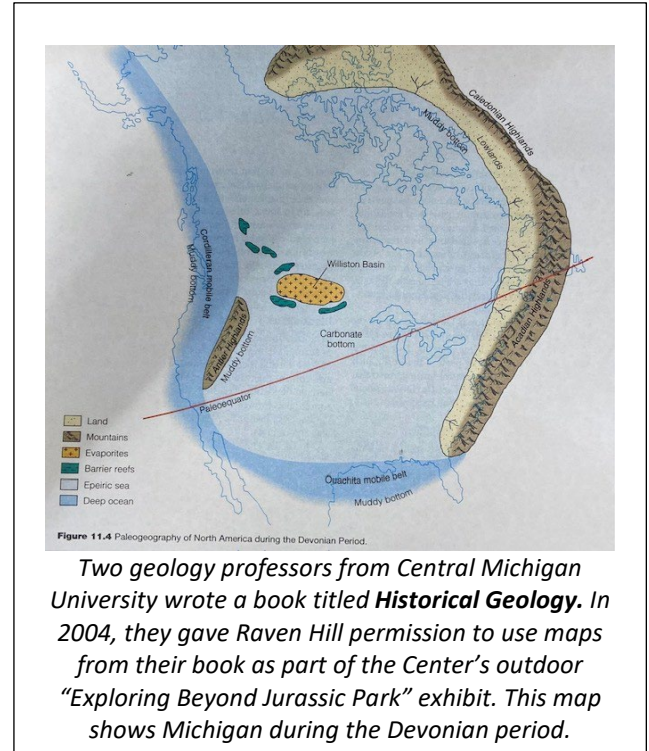 Caledonian Highlands
Muddy bottom
Lowlands
Cordilleran mobile belt
Muddy bottom
Williston Basin
Antler Highlands
Muddy bottom
Carbonate
bottom
Acadian Highlands
Paleoequator
Land
Mountains
Evaporites
Barrier reefs
Epeiric sea
Deep ocean
Ouachita mobile belt
Muddy bottom
Figure 11.4 Paleogeography of North America during the Devonian Period.
Two geology professors from Central Michigan
University wrote a book titled Historical Geology. In
2004, they gave Raven Hill permission to use maps
from their book as part of the Center's outdoor
“Exploring Beyond Jurassic Park” exhibit. This map
shows Michigan during the Devonian period.